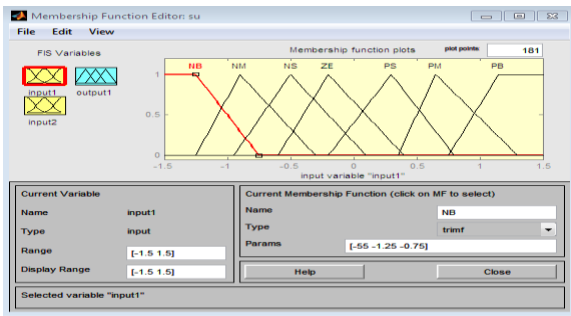 Membership Function Editor: su
File Edit View
FIS Variables
input1 output1
input2
Membership function plots plot points: 181
NB NM NS ZE PS PM PB
1
0.5
0
-1.5 -1 -0.5 0 0.5 1 1.5
input variable "input1"
Current Variable
Name input1
Type input
Range [-1.5 1.5]
Display Range [-1.5 1.5]
Current Membership Function (click on MF to select)
Name NB
Type trimf
Params [-55 -1.25 -0.75]
Help Close
Selected variable "input1"